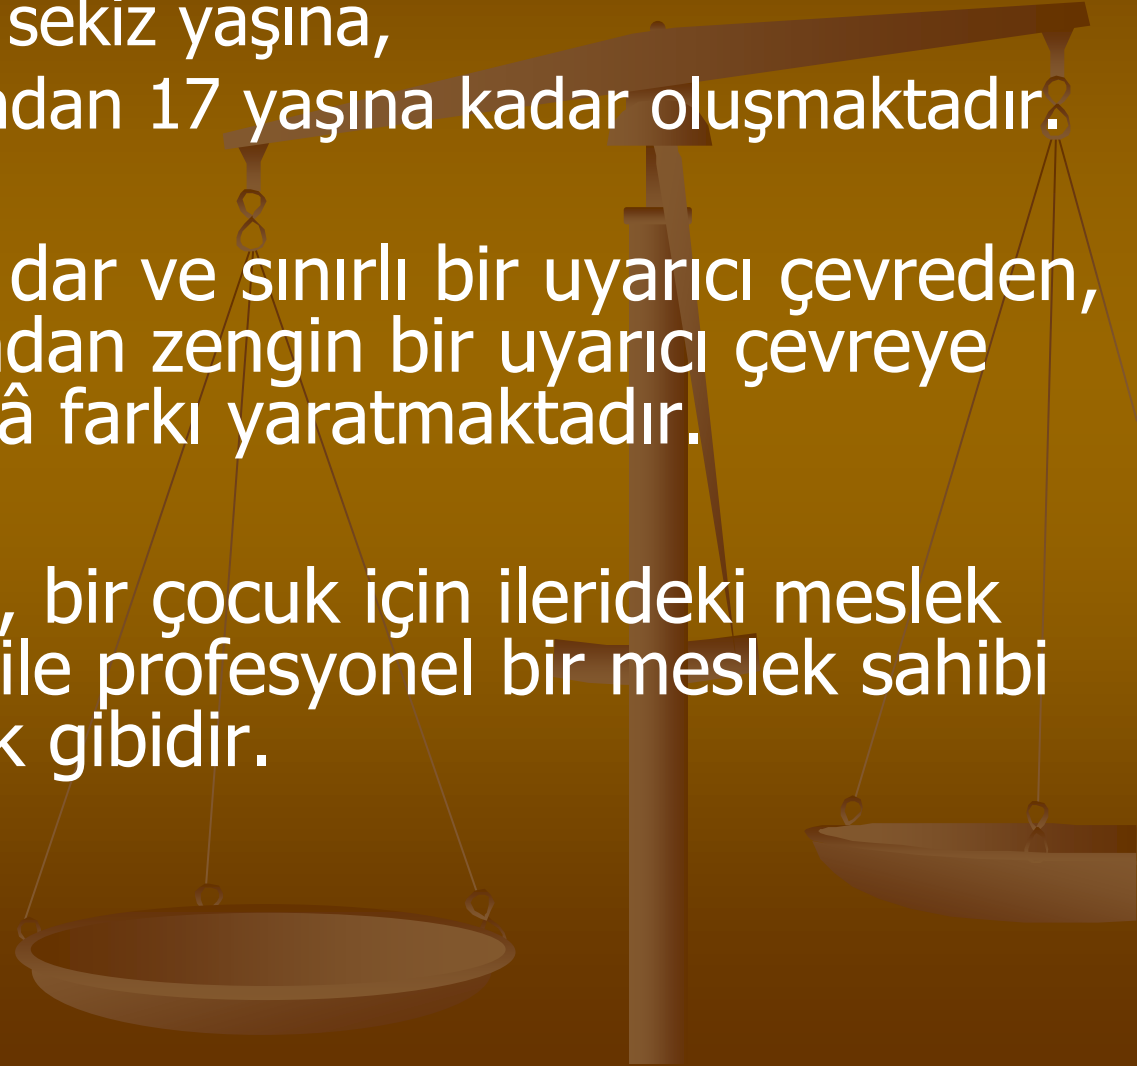 sekiz yaşına,
ndan 17 yaşına kadar oluşmaktadır.
dar ve sınırlı bir uyarıcı çevreden,
ndan zengin bir uyarıcı çevreye
â farkı yaratmaktadır.
, bir çocuk için ilerideki meslek
ile profesyonel bir meslek sahibi
k gibidir.